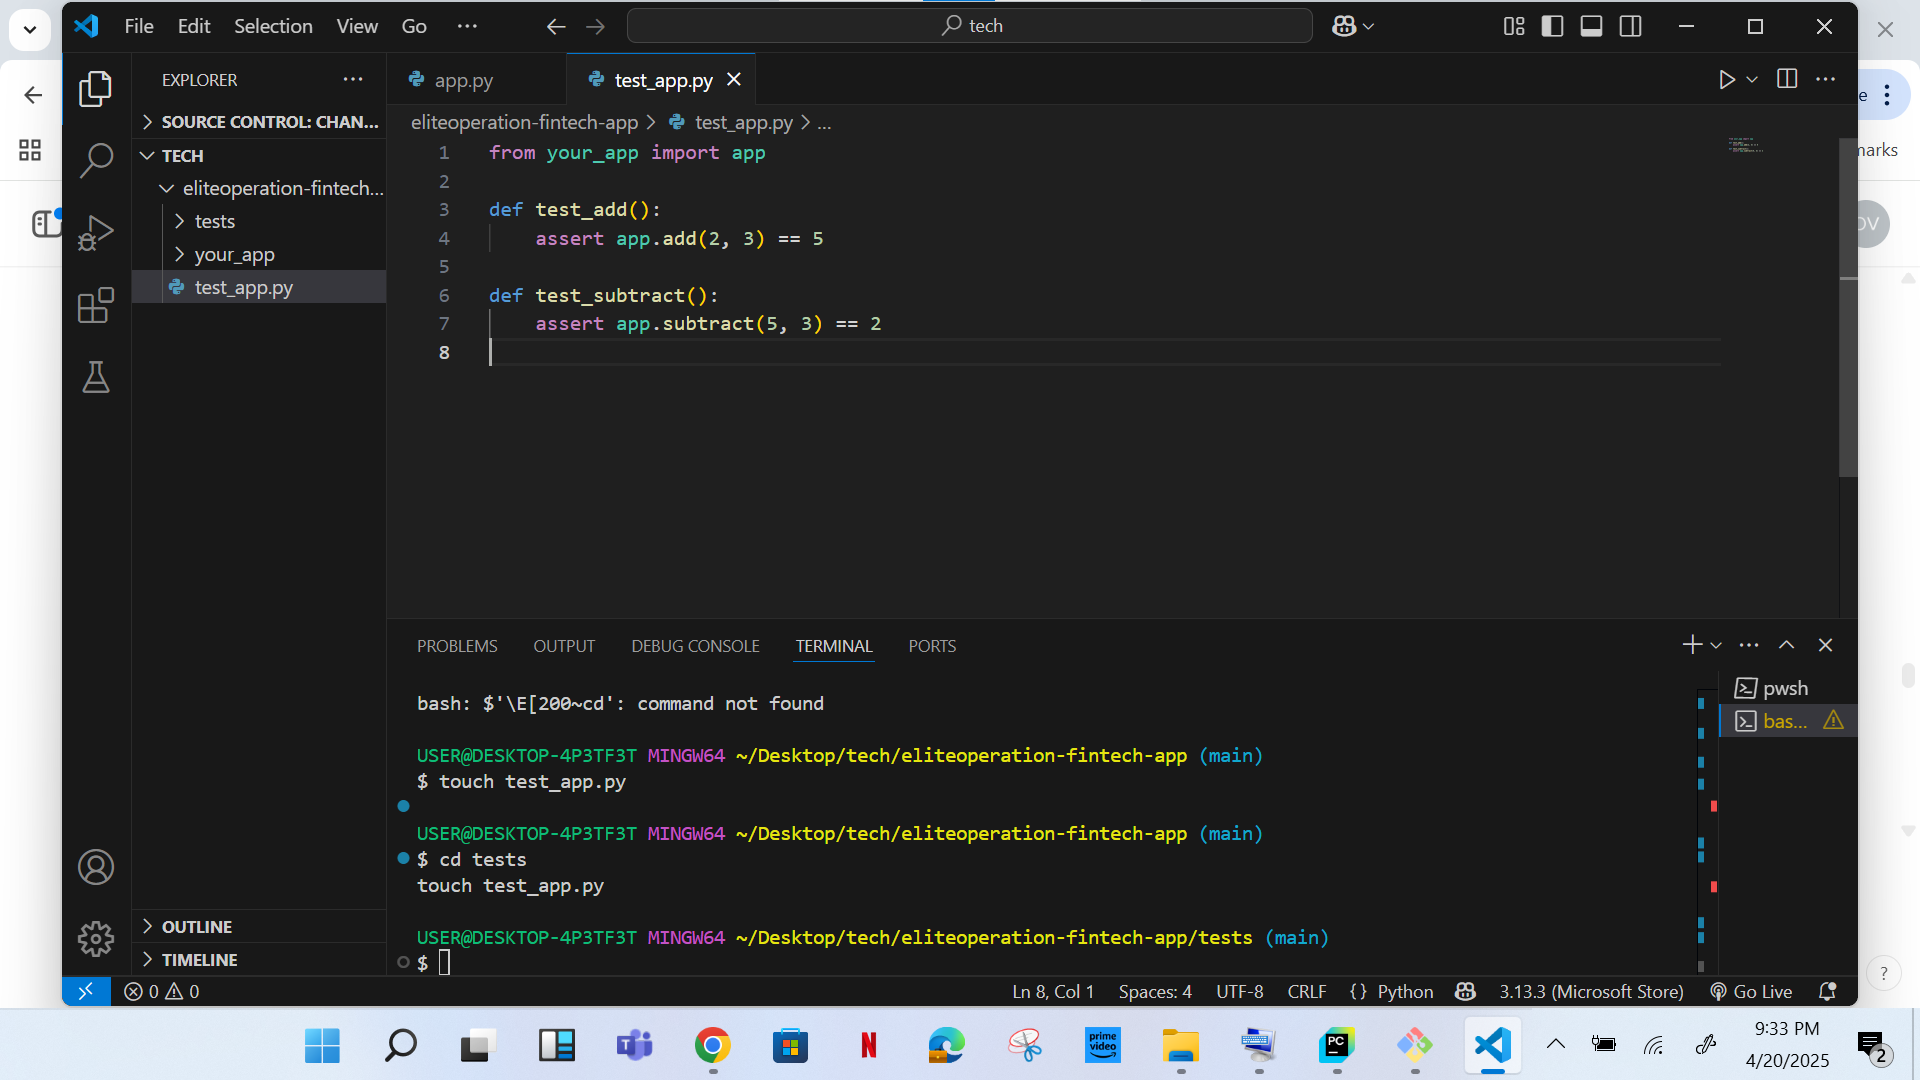 File Edit Selection View Go ··· tech
EXPLORER ···
SOURCE CONTROL: CHAN...
TECH
eliteoperation-fintech...
tests
your_app
test_app.py
OUTLINE
TIMELINE
app.py test_app.py
eliteoperation-fintech-app > test_app.py > ...
1 from your_app import app
2
3 def test_add():
4 assert app.add(2, 3) == 5
5
6 def test_subtract():
7 assert app.subtract(5, 3) == 2
8
PROBLEMS OUTPUT DEBUG CONSOLE TERMINAL PORTS
bash: $'\E[200~cd': command not found
USER@DESKTOP-4P3TF3T MINGW64 ~/Desktop/tech/eliteoperation-fintech-app (main)
$ touch test_app.py
USER@DESKTOP-4P3TF3T MINGW64 ~/Desktop/tech/eliteoperation-fintech-app (main)
$ cd tests
touch test_app.py
USER@DESKTOP-4P3TF3T MINGW64 ~/Desktop/tech/eliteoperation-fintech-app/tests (main)
$
pwsh
bas...
0 0 Ln 8, Col 1 Spaces: 4 UTF-8 CRLF {} Python 3.13.3 (Microsoft Store) Go Live
prime video
PC
N
9:33 PM
4/20/2025
2
?